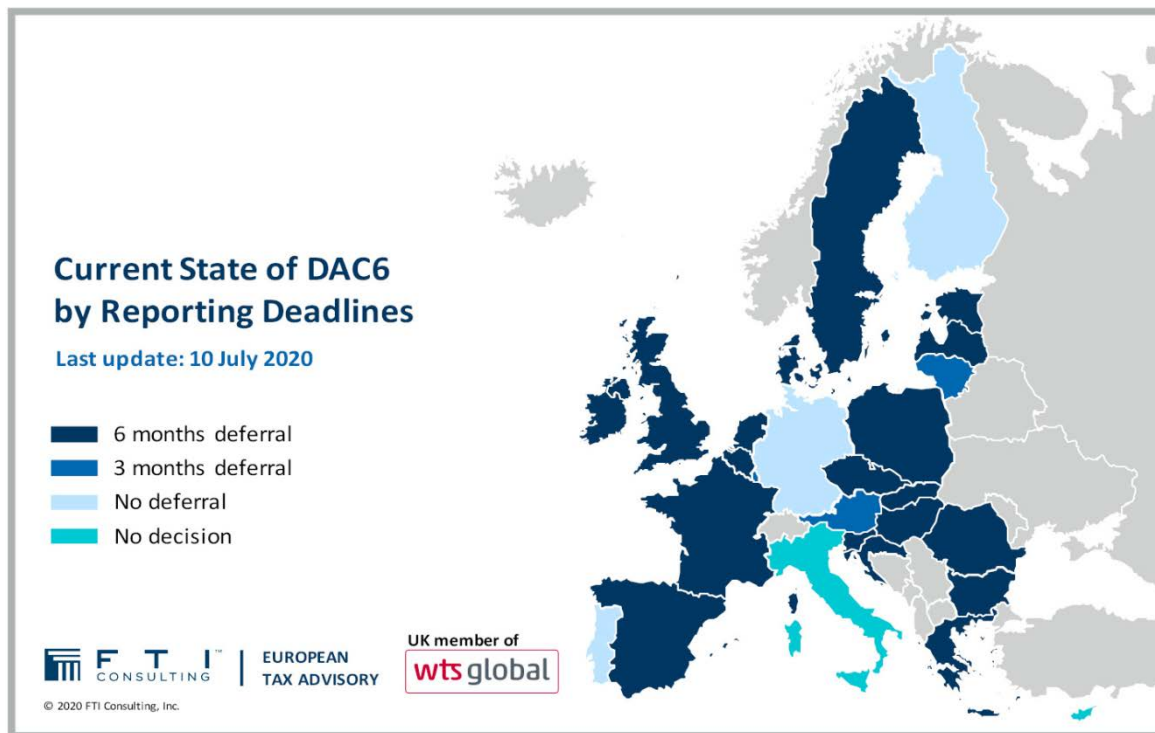 Current State of DAC6
by Reporting Deadlines
Last update: 10 July 2020
6 months deferral
3 months deferral
No deferral
No decision
F T I ™
CONSULTING
EUROPEAN
TAX ADVISORY
UK member of
wts global
© 2020 FTI Consulting, Inc.